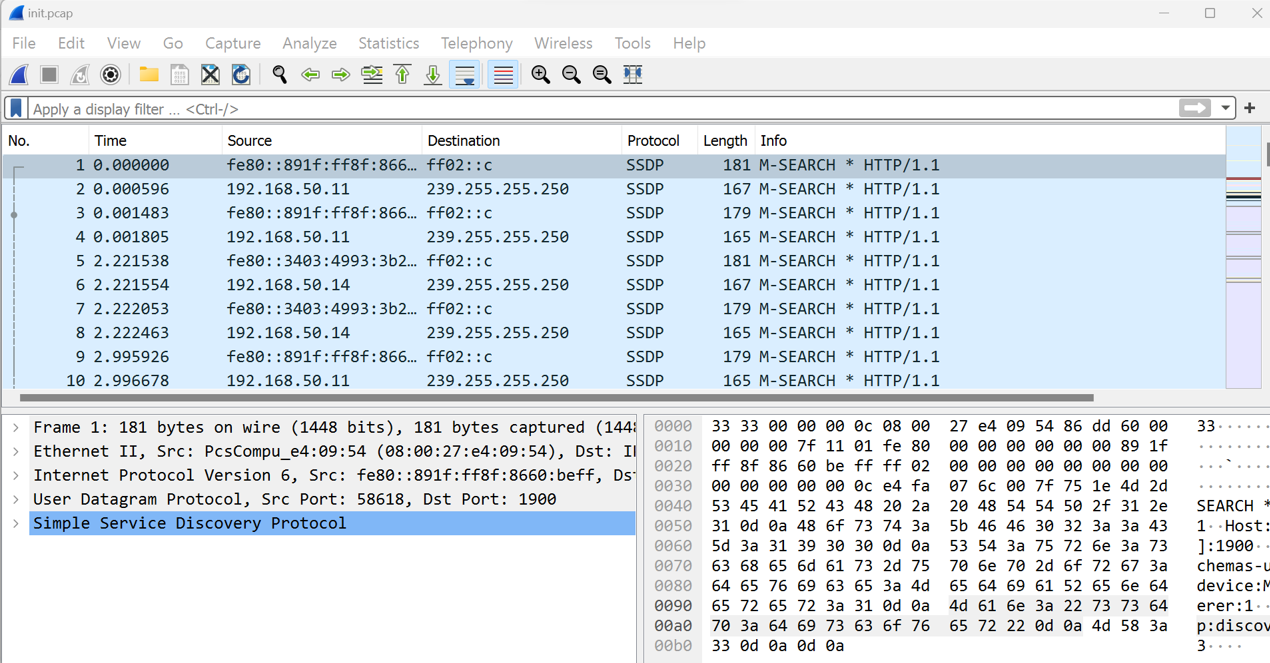 init.pcap
File Edit View Go Capture Analyze Statistics Telephony Wireless Tools Help
Apply a display filter ... <Ctrl-/>
No. Time Source Destination Protocol Length Info
1 0.000000 fe80::891f:ff8f:866… ff02::c SSDP 181 M-SEARCH * HTTP/1.1
2 0.000596 192.168.50.11 239.255.255.250 SSDP 167 M-SEARCH * HTTP/1.1
3 0.001483 fe80::891f:ff8f:866… ff02::c SSDP 179 M-SEARCH * HTTP/1.1
4 0.001805 192.168.50.11 239.255.255.250 SSDP 165 M-SEARCH * HTTP/1.1
5 2.221538 fe80::3403:4993:3b2… ff02::c SSDP 181 M-SEARCH * HTTP/1.1
6 2.221554 192.168.50.14 239.255.255.250 SSDP 167 M-SEARCH * HTTP/1.1
7 2.222053 fe80::3403:4993:3b2… ff02::c SSDP 179 M-SEARCH * HTTP/1.1
8 2.222463 192.168.50.14 239.255.255.250 SSDP 165 M-SEARCH * HTTP/1.1
9 2.995926 fe80::891f:ff8f:866… ff02::c SSDP 179 M-SEARCH * HTTP/1.1
10 2.996678 192.168.50.11 239.255.255.250 SSDP 165 M-SEARCH * HTTP/1.1
Frame 1: 181 bytes on wire (1448 bits), 181 bytes captured (144
Ethernet II, Src: PcsCompu_e4:09:54 (08:00:27:e4:09:54), Dst: I
Internet Protocol Version 6, Src: fe80::891f:ff8f:8660:beff, Ds
User Datagram Protocol, Src Port: 58618, Dst Port: 1900
Simple Service Discovery Protocol
0000 33 33 00 00 00 0c 08 00 27 e4 09 54 86 dd 60 00 33······
0010 00 00 00 7f 11 01 fe 80 00 00 00 00 00 00 89 1f ········
0020 ff 8f 86 60 be ff ff 02 00 00 00 00 00 00 00 00 ···`····
0030 00 00 00 00 00 0c e4 fa 07 6c 00 7f 75 1e 4d 2d ········
0040 53 45 41 52 43 48 20 2a 20 48 54 54 50 2f 31 2e SEARCH *
0050 31 0d 0a 48 6f 73 74 3a 5b 46 46 30 32 3a 3a 43 1··Host:
0060 5d 3a 31 39 30 30 0d 0a 53 54 3a 75 72 6e 3a 73 ]:1900··
0070 63 68 65 6d 61 73 2d 75 70 6e 70 2d 6f 72 67 3a chemas-u
0080 64 65 76 69 63 65 3a 4d 65 64 69 61 52 65 6e 64 device:M
0090 65 72 65 72 3a 31 0d 0a 4d 61 6e 3a 22 73 73 64 erer:1··
00a0 70 3a 64 69 73 63 6f 76 65 72 22 0d 0a 4d 58 3a p:discov
00b0 33 0d 0a 0d 0a 3····